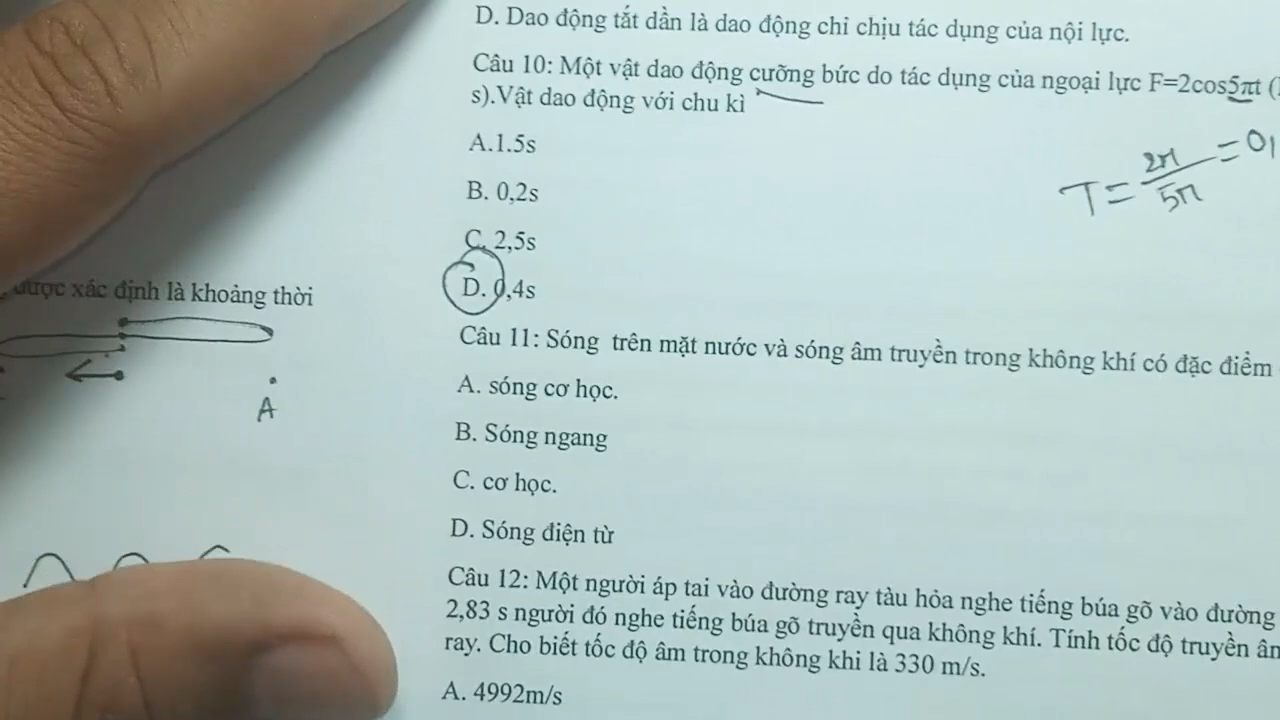 D. Dao động tắt dần là dao động chỉ chịu tác dụng của nội lực.
Câu 10: Một vật dao động cưỡng bức do tác dụng của ngoại lực F=2cos5πt (
s).Vật dao động với chu kì
A.1.5s
T = 2π/5π = 0,
B. 0,2s
C. 2,5s
D. 0,4s
được xác định là khoảng thời
A
Câu 11: Sóng trên mặt nước và sóng âm truyền trong không khí có đặc điểm
A. sóng cơ học.
B. Sóng ngang
C. cơ học.
D. Sóng điện từ
Câu 12: Một người áp tai vào đường ray tàu hỏa nghe tiếng búa gõ vào đường
2,83 s người đó nghe tiếng búa gõ truyền qua không khí. Tính tốc độ truyền âm
ray. Cho biết tốc độ âm trong không khi là 330 m/s.
A. 4992m/s